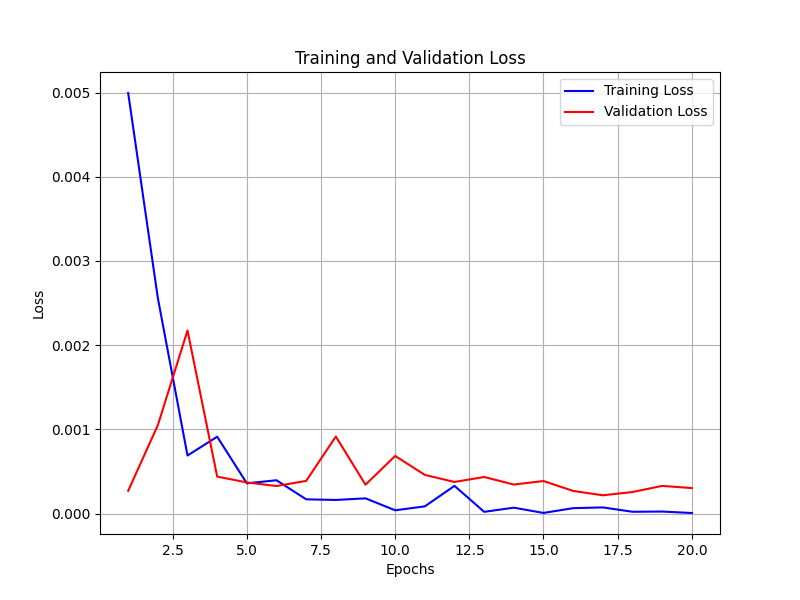 Training and Validation Loss
Training Loss
Validation Loss
Loss
0.005
0.004
0.003
0.002
0.001
0.000
2.5 5.0 7.5 10.0 12.5 15.0 17.5 20.0
Epochs